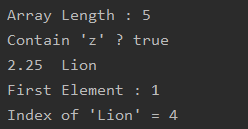 Array Length : 5
Contain 'z' ? true
2.25  Lion
First Element : 1
Index of 'Lion' = 4